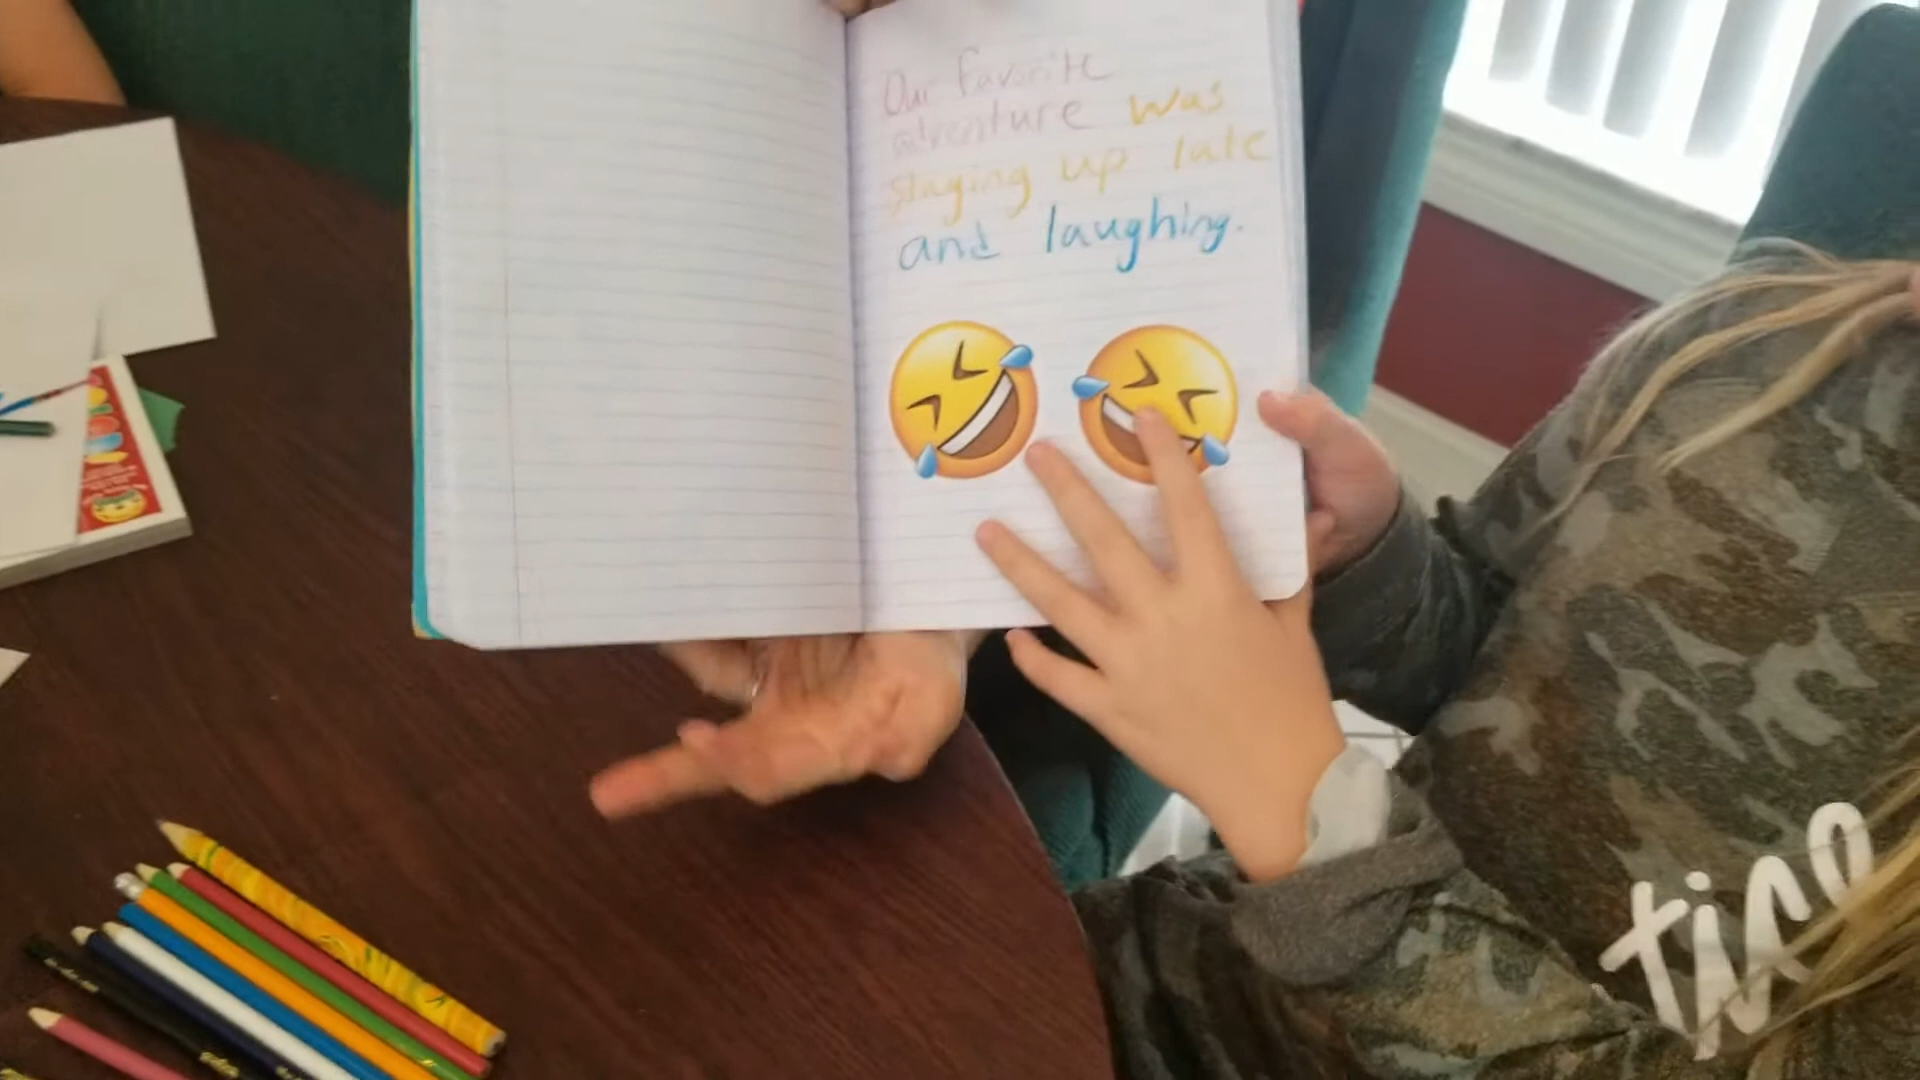 Our favorite
adventure was
staying up late
and laughing.